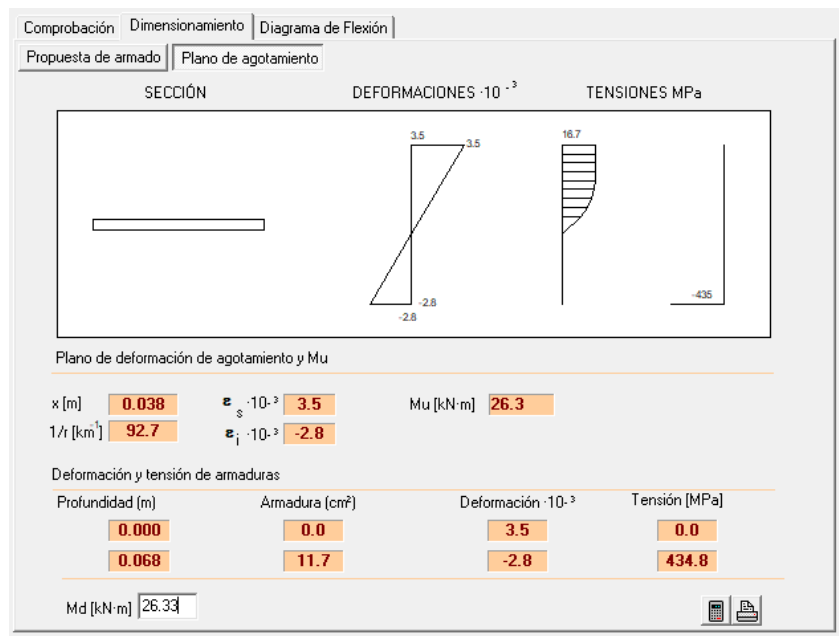 Comprobación Dimensionamiento Diagrama de Flexión
Propuesta de armado Plano de agotamiento
SECCIÓN DEFORMACIONES ·10 -³ TENSIONES MPa
3.5 3.5 16.7
-2.8 -435
-2.8
Plano de deformación de agotamiento y Mu
x [m] 0.038 ε s ·10-³ 3.5 Mu [kN·m] 26.3
1/r [km-1] 92.7 ε i ·10-³ -2.8
Deformación y tensión de armaduras
Profundidad (m) Armadura (cm²) Deformación ·10-³ Tensión [MPa]
0.000 0.0 3.5 0.0
0.068 11.7 -2.8 434.8
Md [kN·m] 26.33